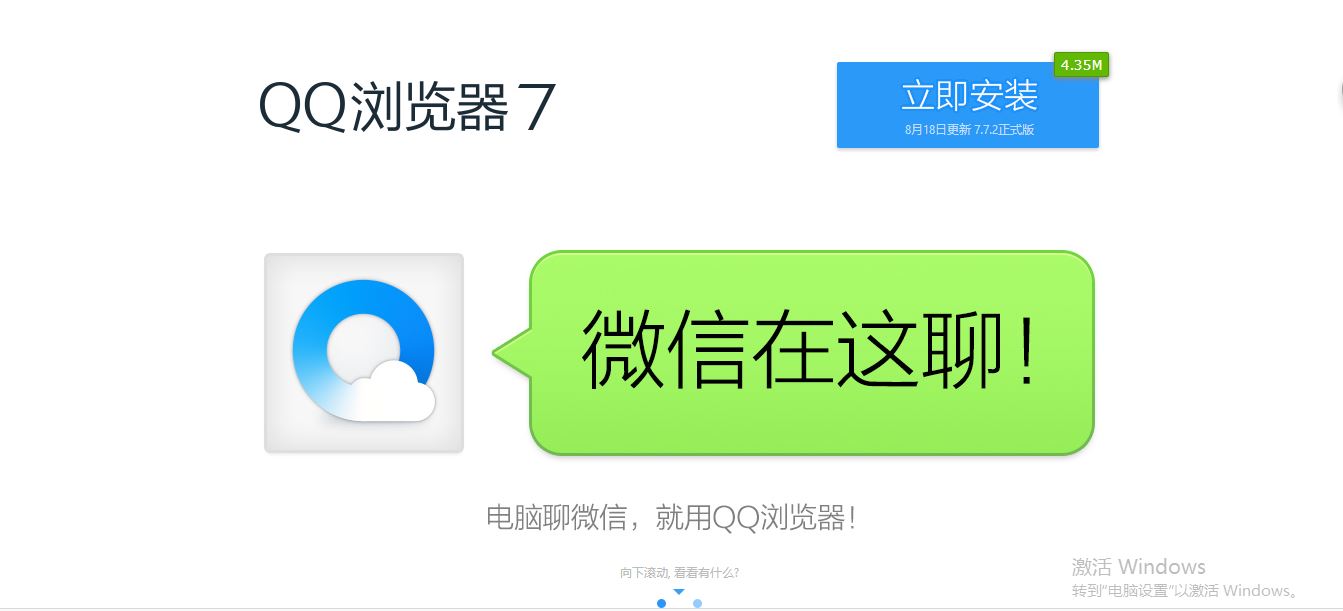 QQ浏览器7
4.35M
立即安装
8月18日更新 7.7.2正式版
微信在这聊！
电脑聊微信，就用QQ浏览器！
向下滚动, 看看有什么?
激活 Windows
转到“电脑设置”以激活 Windows。